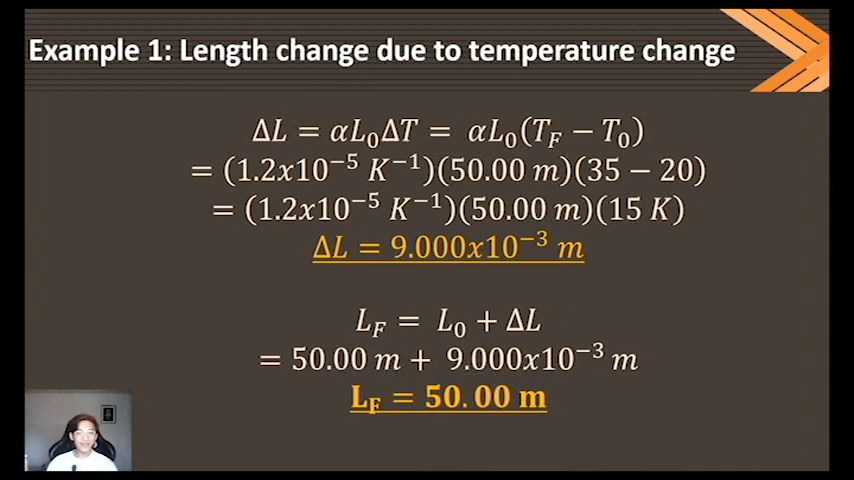 Example 1: Length change due to temperature change
ΔL = αL₀ΔT = αL₀(T_F − T₀)
= (1.2x10⁻⁵ K⁻¹)(50.00 m)(35 − 20)
= (1.2x10⁻⁵ K⁻¹)(50.00 m)(15 K)
ΔL = 9.000x10⁻³ m
L_F = L₀ + ΔL
= 50.00 m + 9.000x10⁻³ m
L_F = 50.00 m